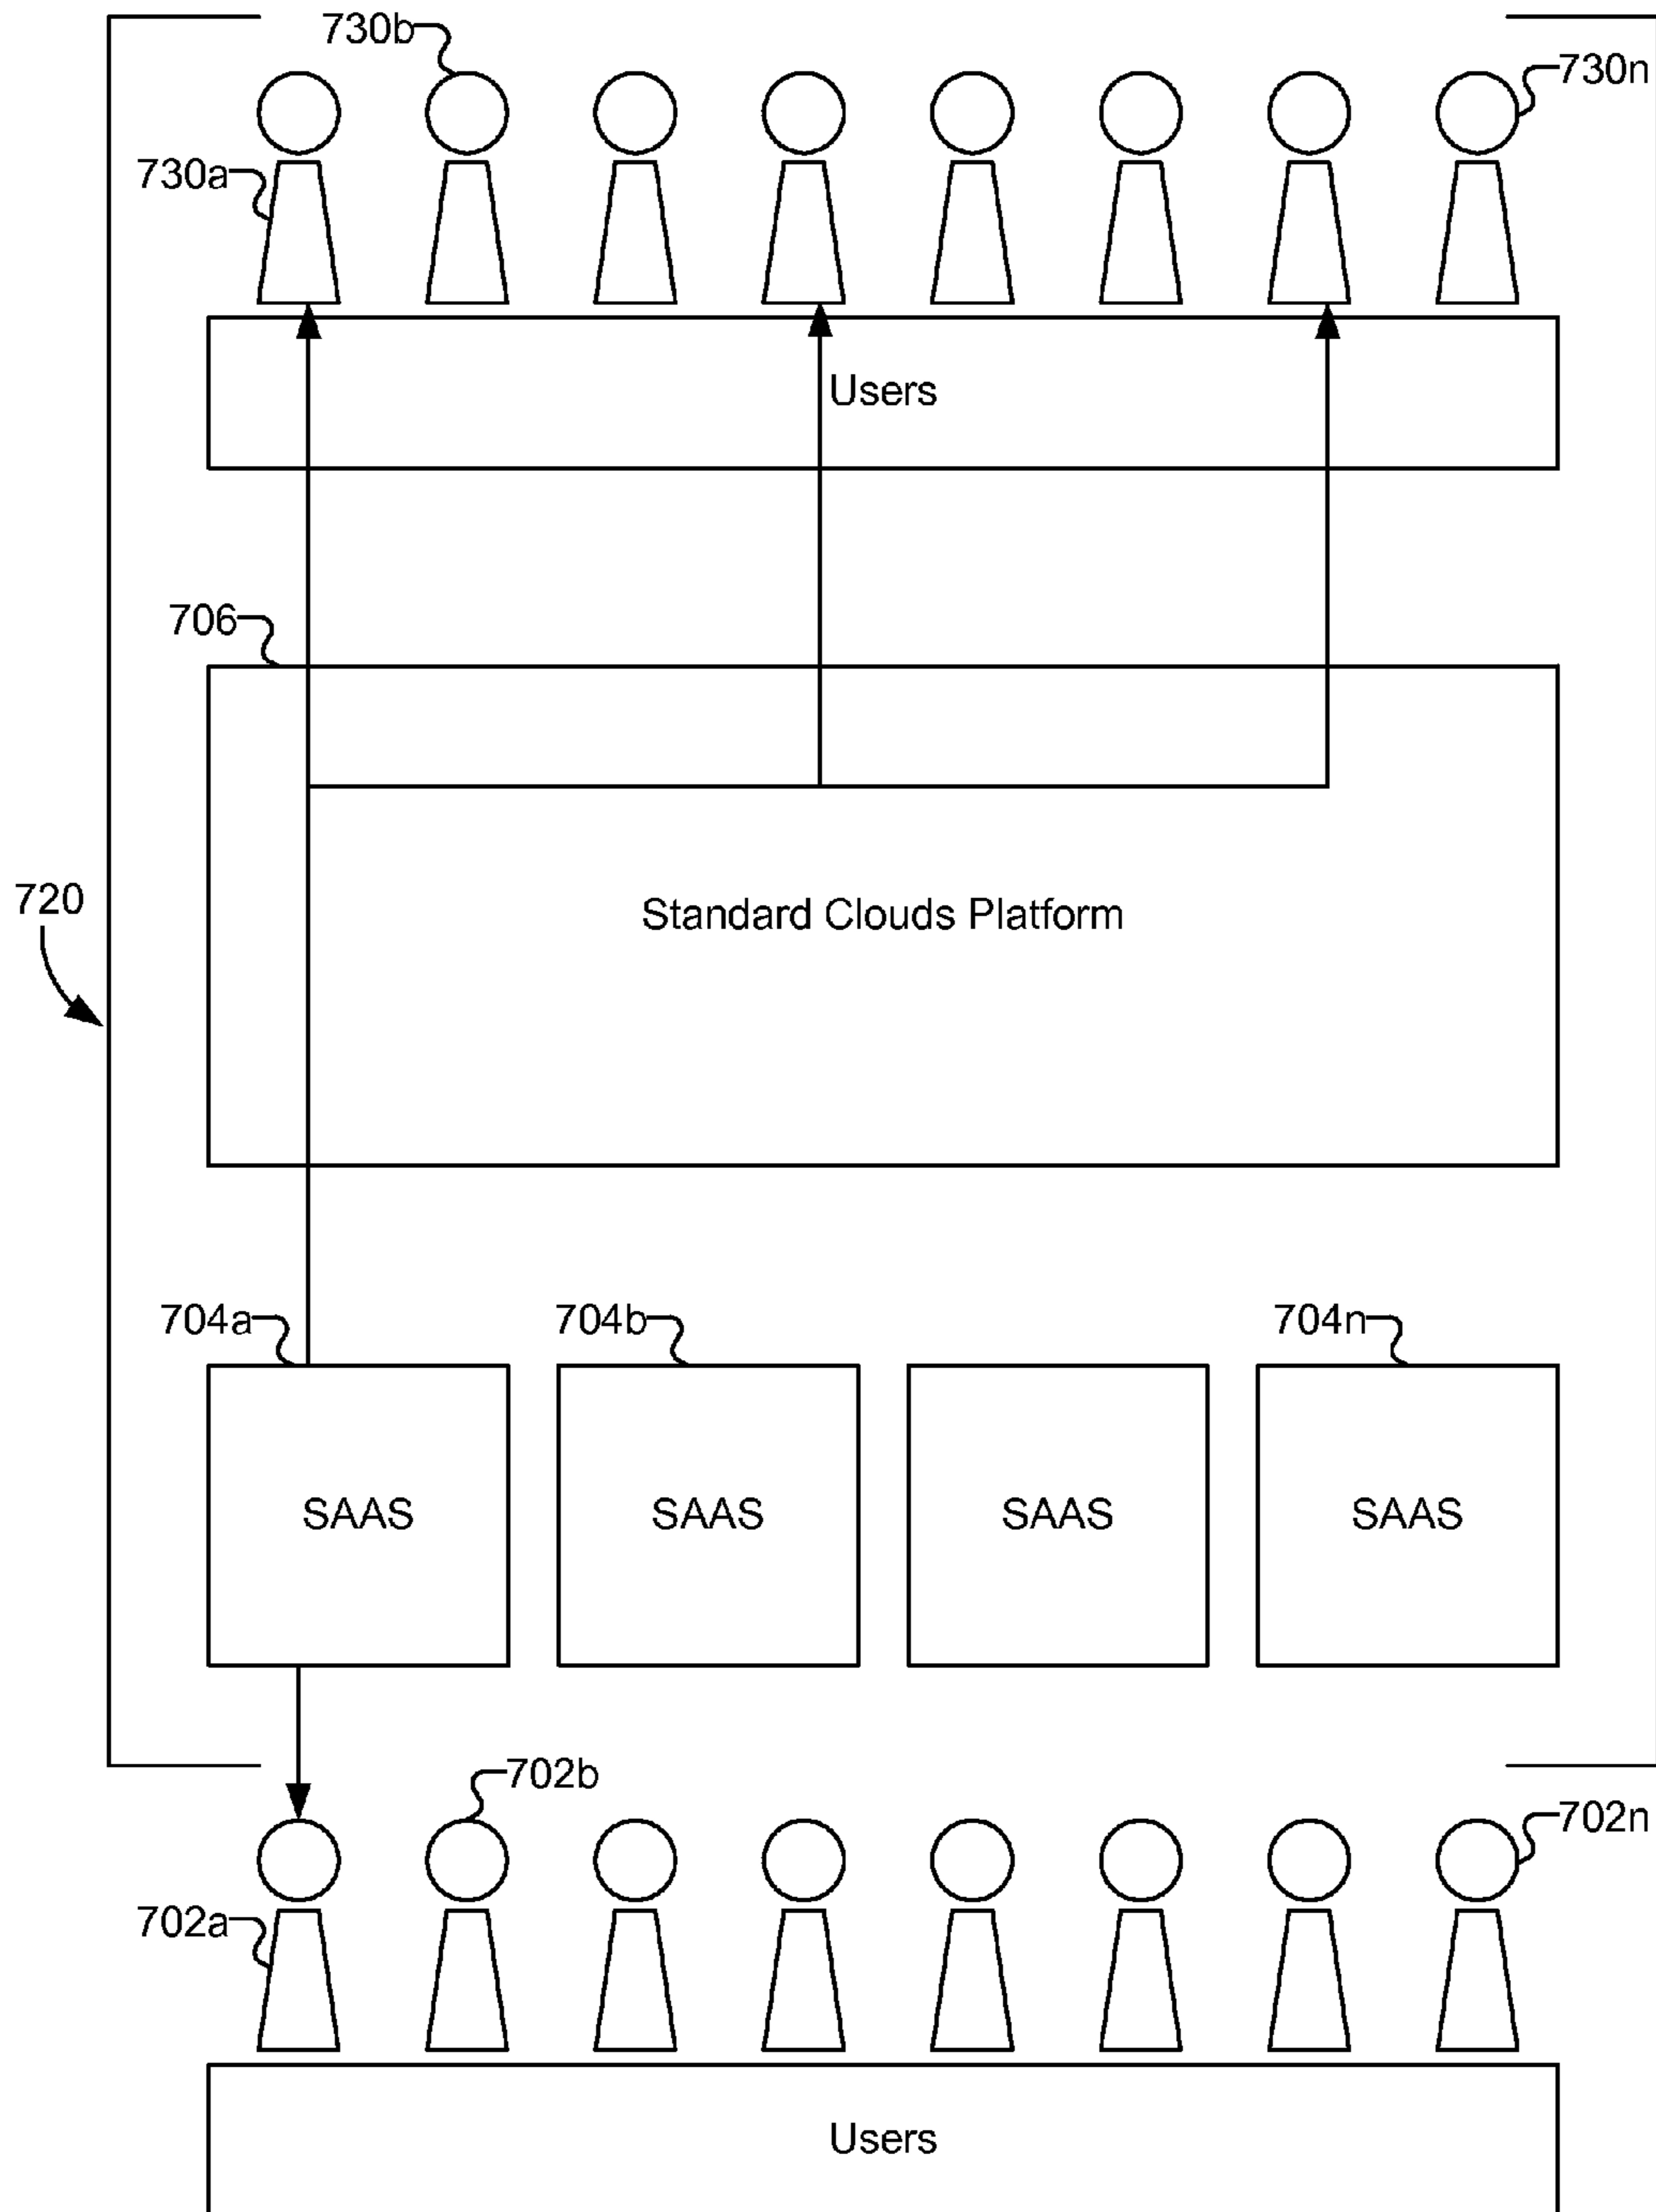 730b
730n
730a
Users
706
720
Standard Clouds Platform
704a
704b
704n
SAAS
SAAS
SAAS
SAAS
702b
702n
702a
Users